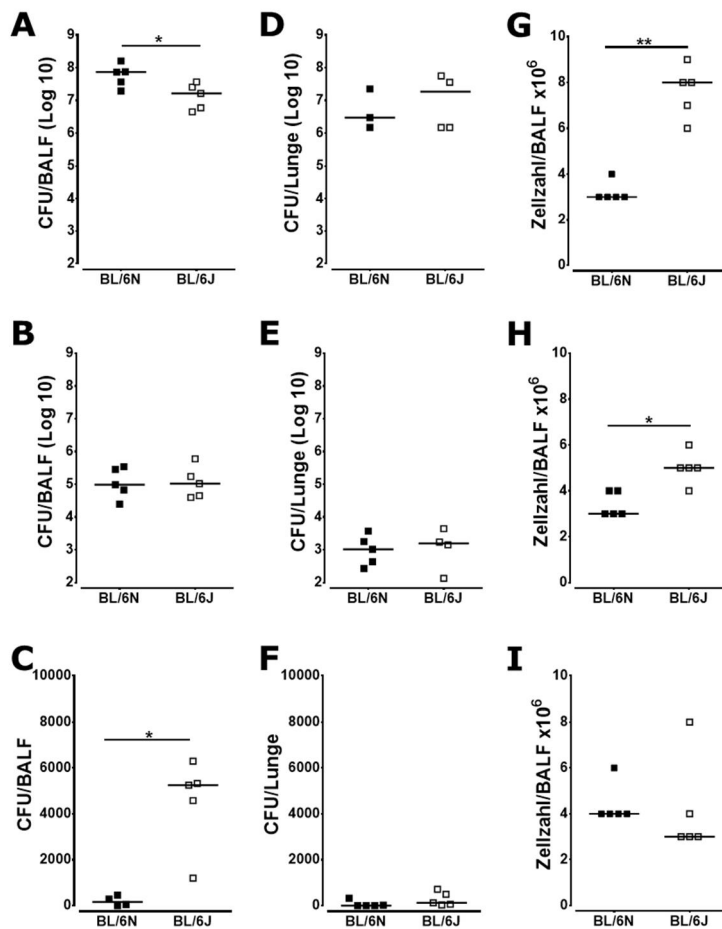 A
CFU/BALF (Log 10)
9
8
7
6
5
4
3
2
*
BL/6N BL/6J
D
CFU/Lunge (Log 10)
9
8
7
6
5
4
3
2
BL/6N BL/6J
G
Zellzahl/BALF x10⁶
10
8
6
4
2
0
**
BL/6N BL/6J
B
CFU/BALF (Log 10)
9
8
7
6
5
4
3
2
BL/6N BL/6J
E
CFU/Lunge (Log 10)
9
8
7
6
5
4
3
2
BL/6N BL/6J
H
Zellzahl/BALF x10⁶
10
8
6
4
2
0
*
BL/6N BL/6J
C
CFU/BALF
10000
8000
6000
4000
2000
0
*
BL/6N BL/6J
F
CFU/Lunge
10000
8000
6000
4000
2000
0
BL/6N BL/6J
I
Zellzahl/BALF x10⁶
10
8
6
4
2
0
BL/6N BL/6J